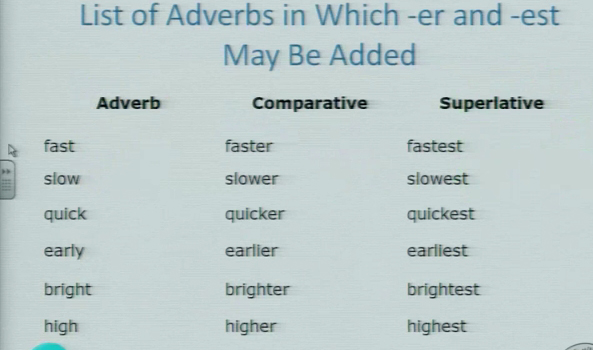 List of Adverbs in Which -er and -est
May Be Added
Adverb Comparative Superlative
fast faster fastest
slow slower slowest
quick quicker quickest
early earlier earliest
bright brighter brightest
high higher highest